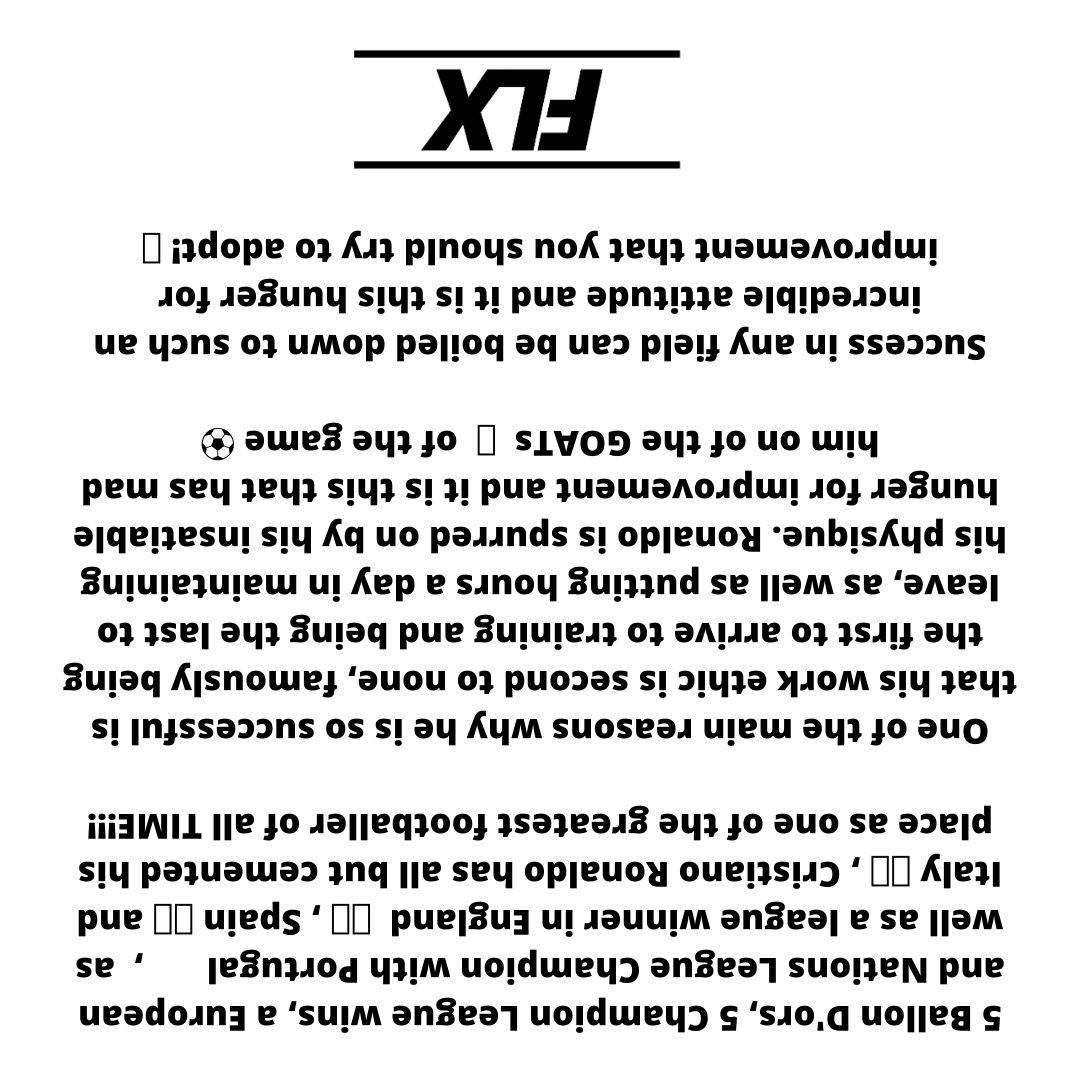 5 Ballon D'ors, 5 Champion League wins, a European
and Nations League Champion with Portugal , as
well as a league winner in England , Spain and
Italy , Cristiano Ronaldo has all but cemented his
place as one of the greatest footballer of all TIME!!!
One of the main reasons why he is so successful is
that his work ethic is second to none, famously being
the first to arrive to training and being the last to
leave, as well as putting hours a day in maintaining
his physique. Ronaldo is spurred on by his insatiable
hunger for improvement and it is this that has mad
him on of the GOATs of the game ⚽
Success in any field can be boiled down to such an
incredible attitude and it is this hunger for
improvement that you should try to adopt!
FLX